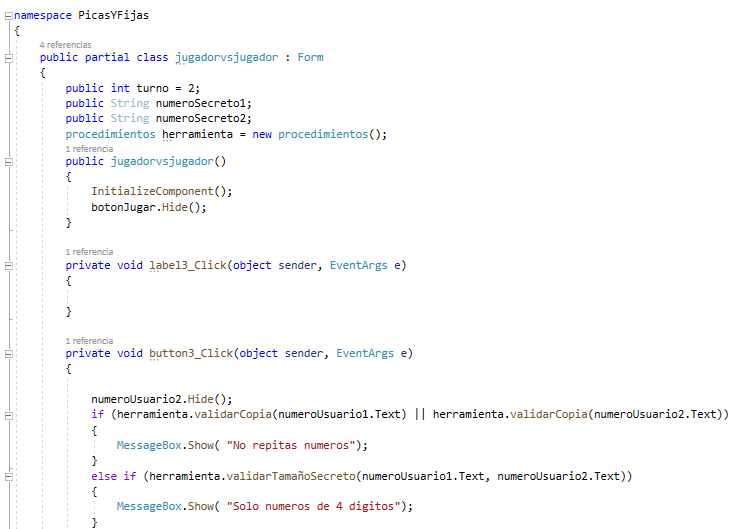 namespace PicasYFijas
{
4 referencias
public partial class jugadorvsjugador : Form
{
public int turno = 2;
public String numeroSecreto1;
public String numeroSecreto2;
procedimientos herramienta = new procedimientos();
1 referencia
public jugadorvsjugador()
{
InitializeComponent();
botonJugar.Hide();
}
1 referencia
private void label3_Click(object sender, EventArgs e)
{
}
1 referencia
private void button3_Click(object sender, EventArgs e)
{
numeroUsuario2.Hide();
if (herramienta.validarCopia(numeroUsuario1.Text) || herramienta.validarCopia(numeroUsuario2.Text))
{
MessageBox.Show( "No repitas numeros");
}
else if (herramienta.validarTamañoSecreto(numeroUsuario1.Text, numeroUsuario2.Text))
{
MessageBox.Show( "Solo numeros de 4 digitos");
}